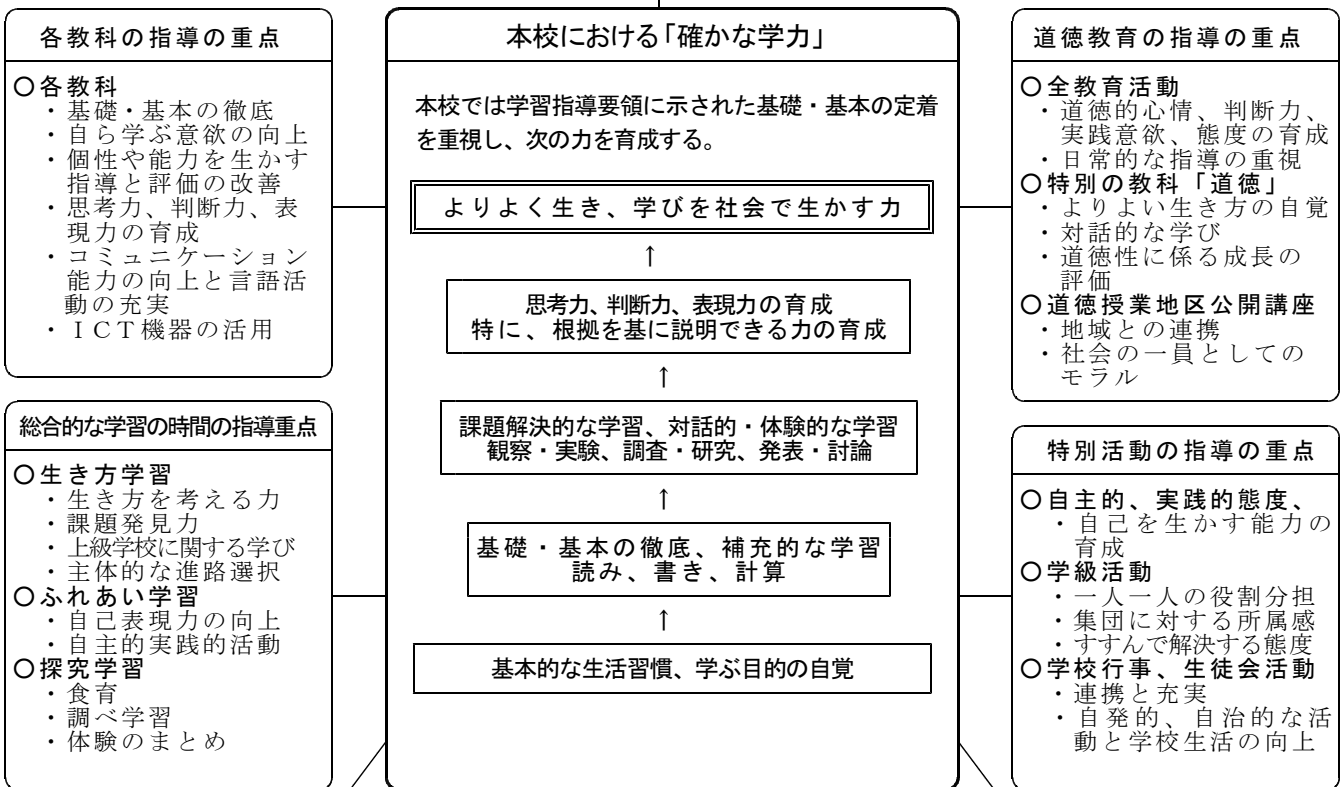 各教科の指導の重点
○各教科
・基礎・基本の徹底
・自ら学ぶ意欲の向上
・個性や能力を生かす
指導と評価の改善
・思考力、判断力、表
現力の育成
・コミュニケーション
能力の向上と言語活
動の充実
・ＩＣＴ機器の活用
総合的な学習の時間の指導重点
○生き方学習
・生き方を考える力
・課題発見力
・上級学校に関する学び
・主体的な進路選択
○ふれあい学習
・自己表現力の向上
・自主的実践的活動
○探究学習
・食育
・調べ学習
・体験のまとめ
本校における「確かな学力」
本校では学習指導要領に示された基礎・基本の定着
を重視し、次の力を育成する。
よりよく生き、学びを社会で生かす力
↑
思考力、判断力、表現力の育成
特に、根拠を基に説明できる力の育成
↑
課題解決的な学習、対話的・体験的な学習
観察・実験、調査・研究、発表・討論
↑
基礎・基本の徹底、補充的な学習
読み、書き、計算
↑
基本的な生活習慣、学ぶ目的の自覚
道徳教育の指導の重点
○全教育活動
・道徳的心情、判断力、
実践意欲、態度の育成
・日常的な指導の重視
○特別の教科「道徳」
・よりよい生き方の自覚
・対話的な学び
・道徳性に係る成長の
評価
○道徳授業地区公開講座
・地域との連携
・社会の一員としての
モラル
特別活動の指導の重点
○自主的、実践的態度、
・自己を生かす能力の
育成
○学級活動
・一人一人の役割分担
・集団に対する所属感
・すすんで解決する態度
○学校行事、生徒会活動
・連携と充実
・自発的、自治的な活
動と学校生活の向上